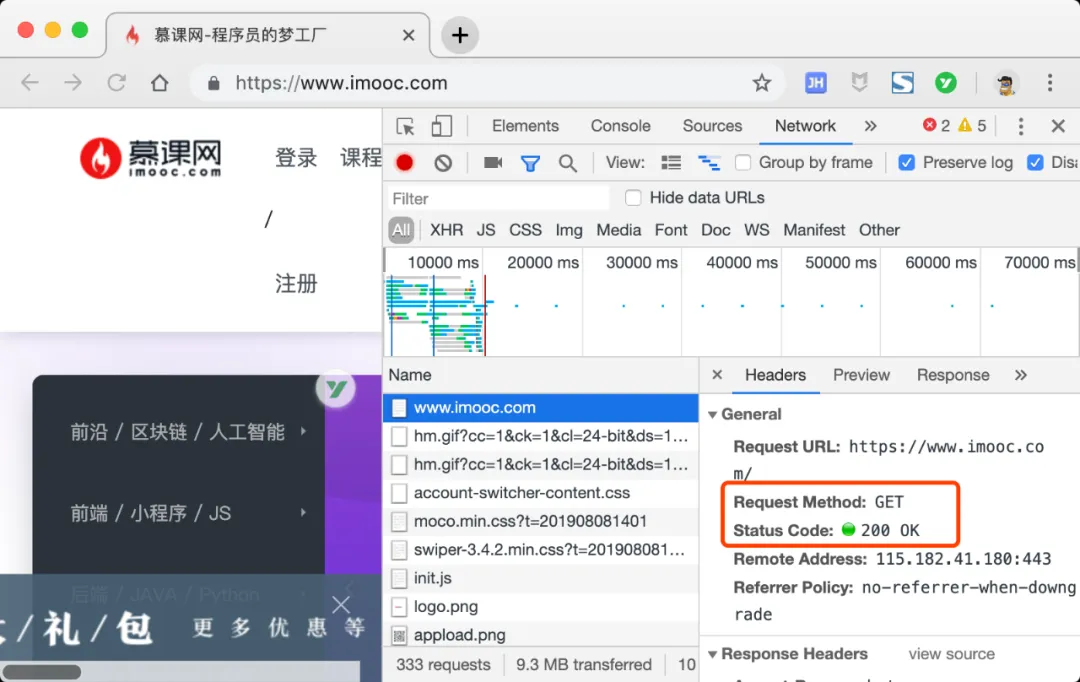 慕课网-程序员的梦工厂
https://www.imooc.com
JH
慕课网
imooc.com
登录 课程
/
注册
前沿 / 区块链 / 人工智能
前端 / 小程序 / JS
后端 / JAVA / Python
/ 礼 / 包 更多优惠等
Elements Console Sources Network » 2 5
View: Group by frame Preserve log
Filter Hide data URLs
All XHR JS CSS Img Media Font Doc WS Manifest Other
10000 ms 20000 ms 30000 ms 40000 ms 50000 ms 60000 ms 70000 ms
Name
www.imooc.com
hm.gif?cc=1&ck=1&cl=24-bit&ds=1...
hm.gif?cc=1&ck=1&cl=24-bit&ds=1...
account-switcher-content.css
moco.min.css?t=201908081401
swiper-3.4.2.min.css?t=201908081...
init.js
logo.png
appload.png
333 requests 9.3 MB transferred 10
Headers Preview Response »
General
Request URL: https://www.imooc.co
m/
Request Method: GET
Status Code: 200 OK
Remote Address: 115.182.41.180:443
Referrer Policy: no-referrer-when-downg
rade
Response Headers view source